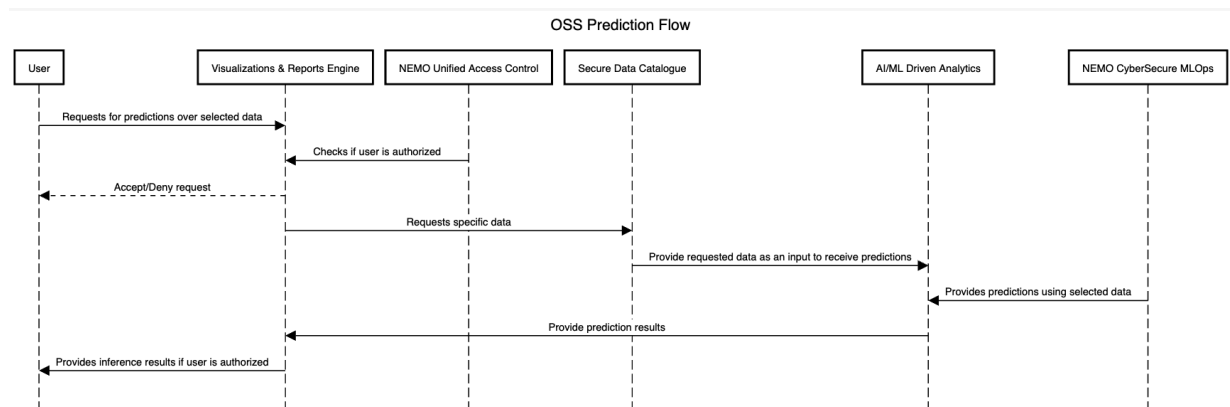 OSS Prediction Flow
User
Visualizations & Reports Engine
NEMO Unified Access Control
Secure Data Catalogue
AI/ML Driven Analytics
NEMO CyberSecure MLOps
Requests for predictions over selected data
Checks if user is authorized
Accept/Deny request
Requests specific data
Provide requested data as an input to receive predictions
Provides predictions using selected data
Provide prediction results
Provides inference results if user is authorized